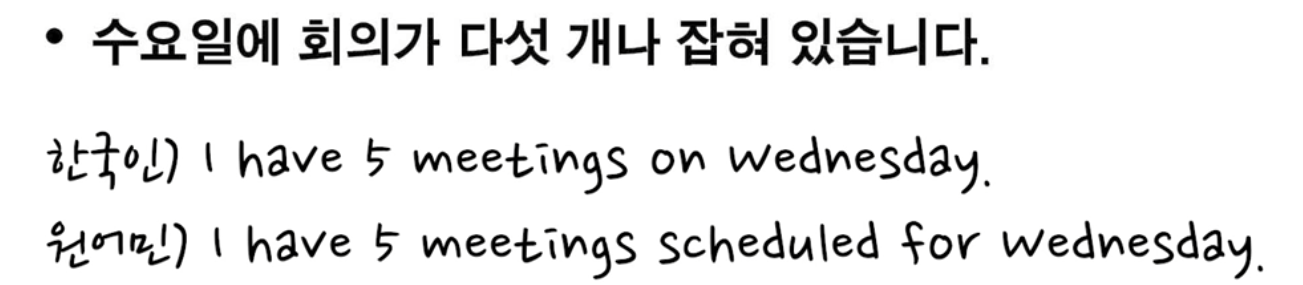 • 수요일에 회의가 다섯 개나 잡혀 있습니다.
한국인) I have 5 meetings on Wednesday.
원어민) I have 5 meetings scheduled for Wednesday.